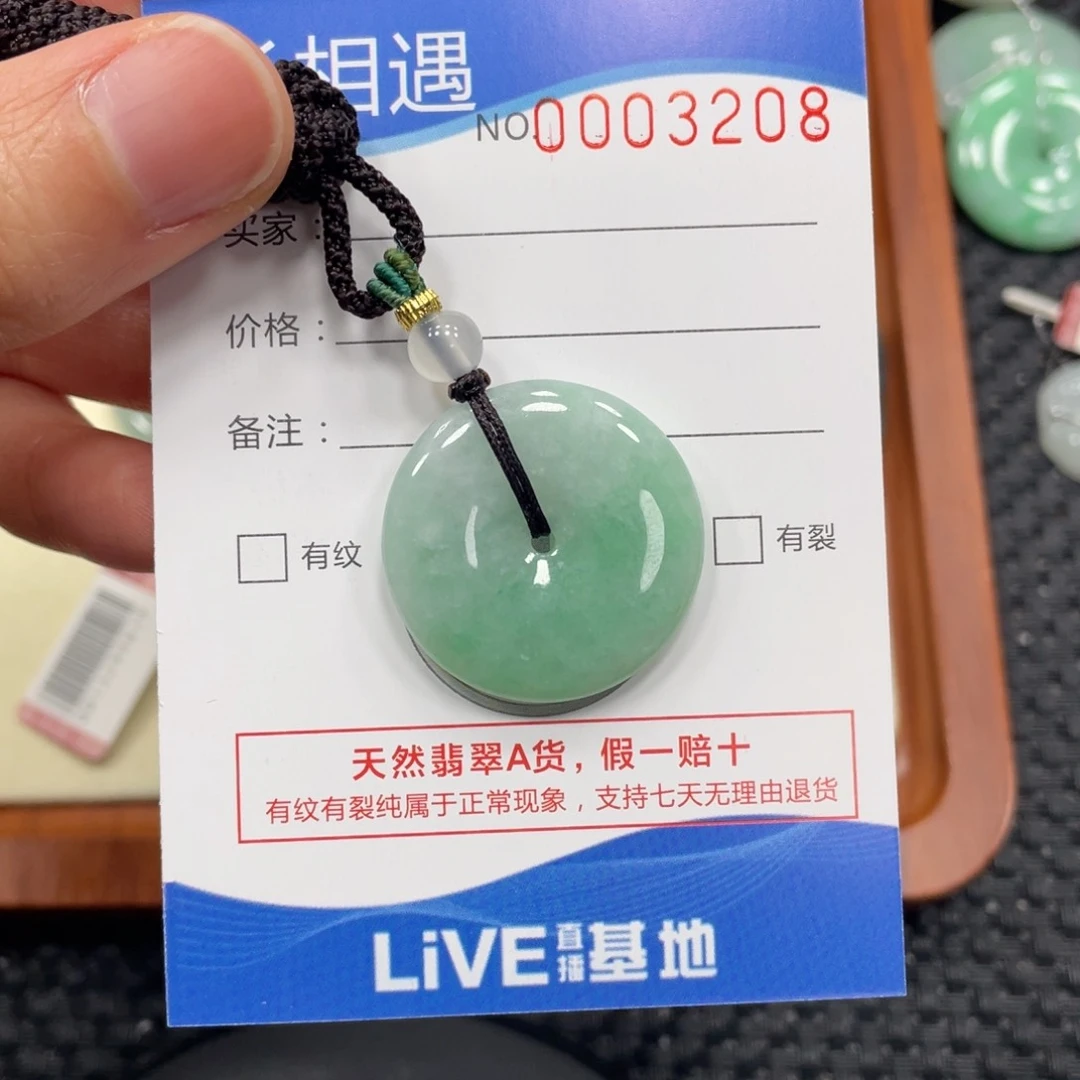 相遇
NO.0003208
买家：
价格：
备注：
有纹 有裂
天然翡翠A货，假一赔十
有纹有裂纯属于正常现象，支持七天无理由退货
LiVE直播基地